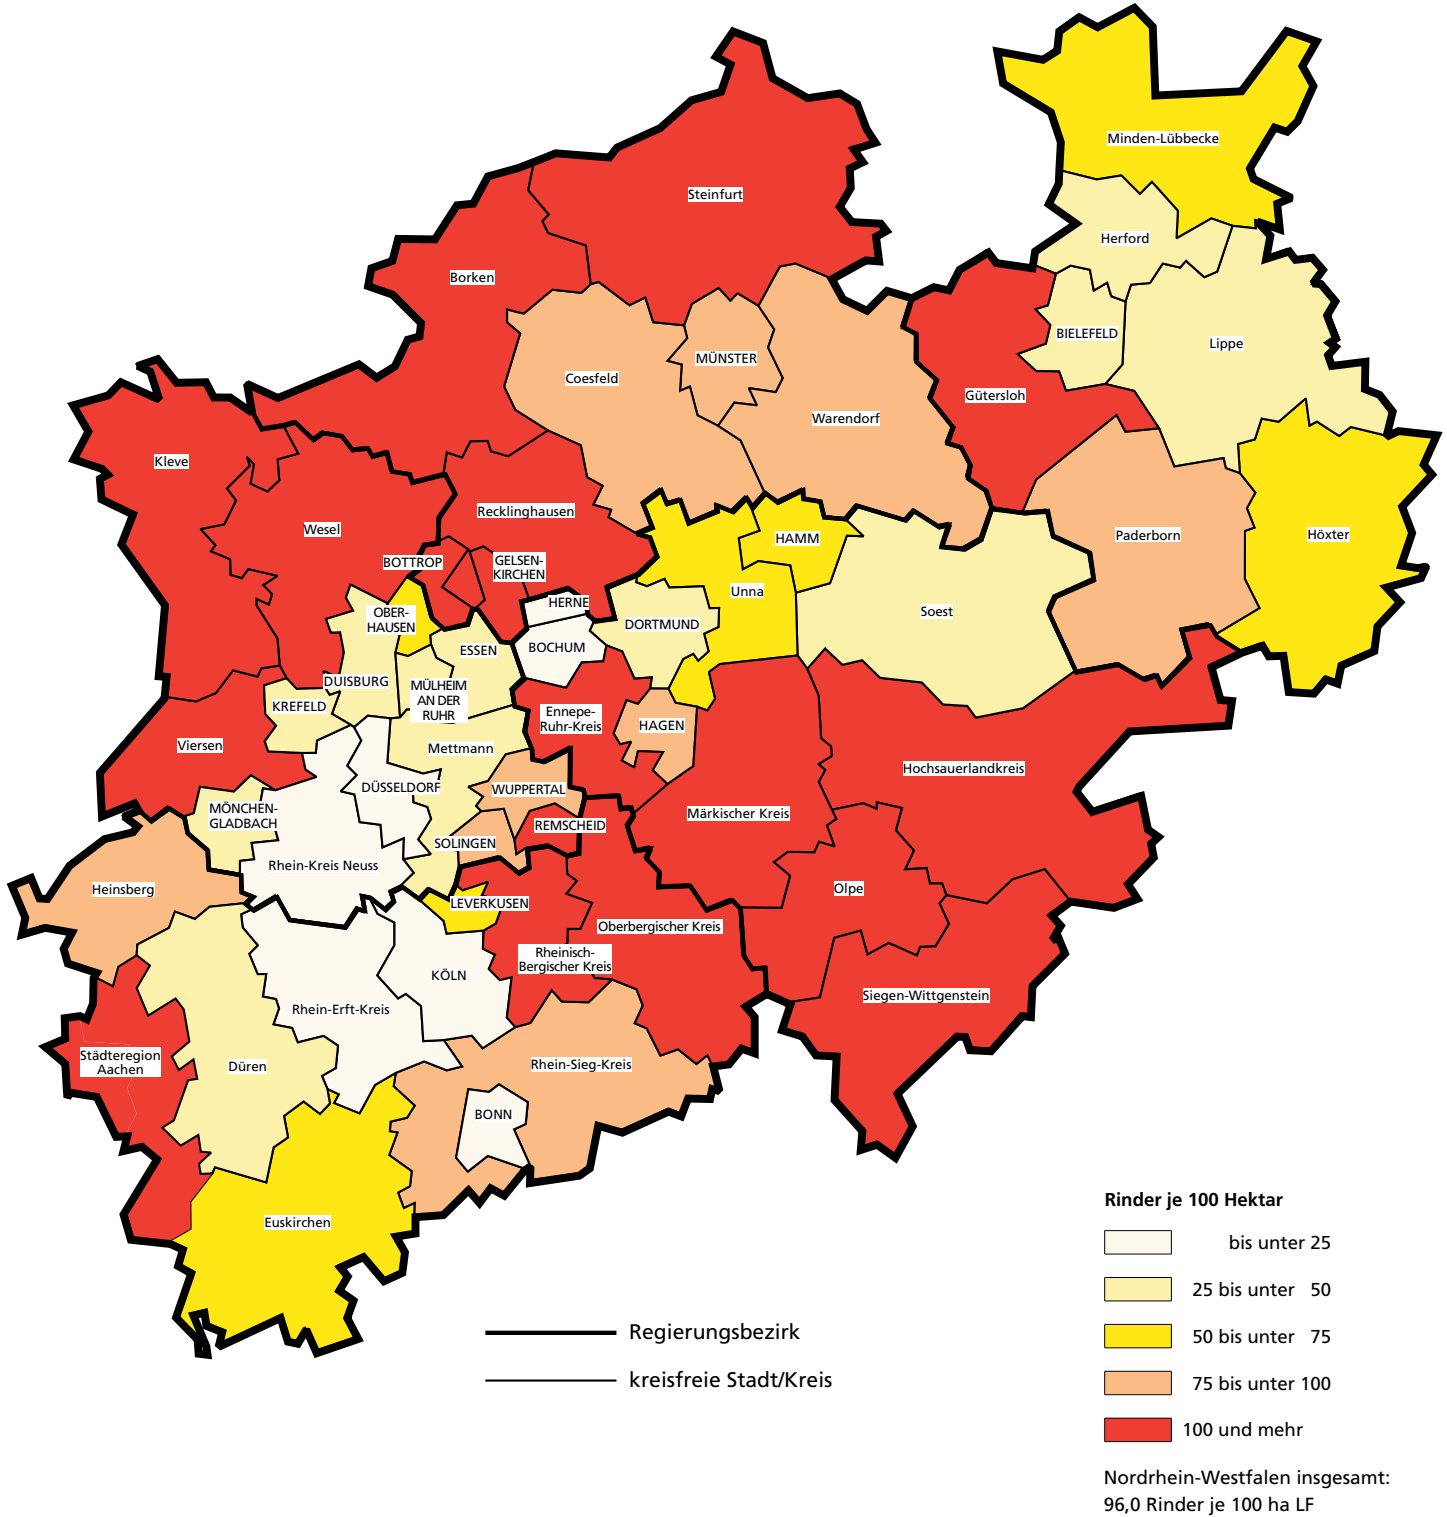 Minden-Lübbecke
Steinfurt
Herford
Borken
BIELEFELD
Lippe
MÜNSTER
Coesfeld
Gütersloh
Warendorf
Höxter
Kleve
Recklinghausen
Wesel
Paderborn
HAMM
BOTTROP
GELSEN-
KIRCHEN
Unna
HERNE
Soest
OBER-
HAUSEN
DORTMUND
BOCHUM
ESSEN
DUISBURG
MÜLHEIM
AN DER
RUHR
KREFELD
Ennepe-
Ruhr-Kreis
HAGEN
Viersen
Mettmann
Hochsauerlandkreis
DÜSSELDORF
WUPPERTAL
MÖNCHEN-
GLADBACH
Märkischer Kreis
REMSCHEID
SOLINGEN
Rhein-Kreis Neuss
Heinsberg
Olpe
LEVERKUSEN
Oberbergischer Kreis
Rheinisch-
Bergischer Kreis
KÖLN
Siegen-Wittgenstein
Rhein-Erft-Kreis
Städteregion
Aachen
Düren
Rhein-Sieg-Kreis
BONN
Euskirchen
Rinder je 100 Hektar
bis unter 25
25 bis unter 50
50 bis unter 75
75 bis unter 100
100 und mehr
Nordrhein-Westfalen insgesamt:
96,0 Rinder je 100 ha LF
Regierungsbezirk
kreisfreie Stadt/Kreis